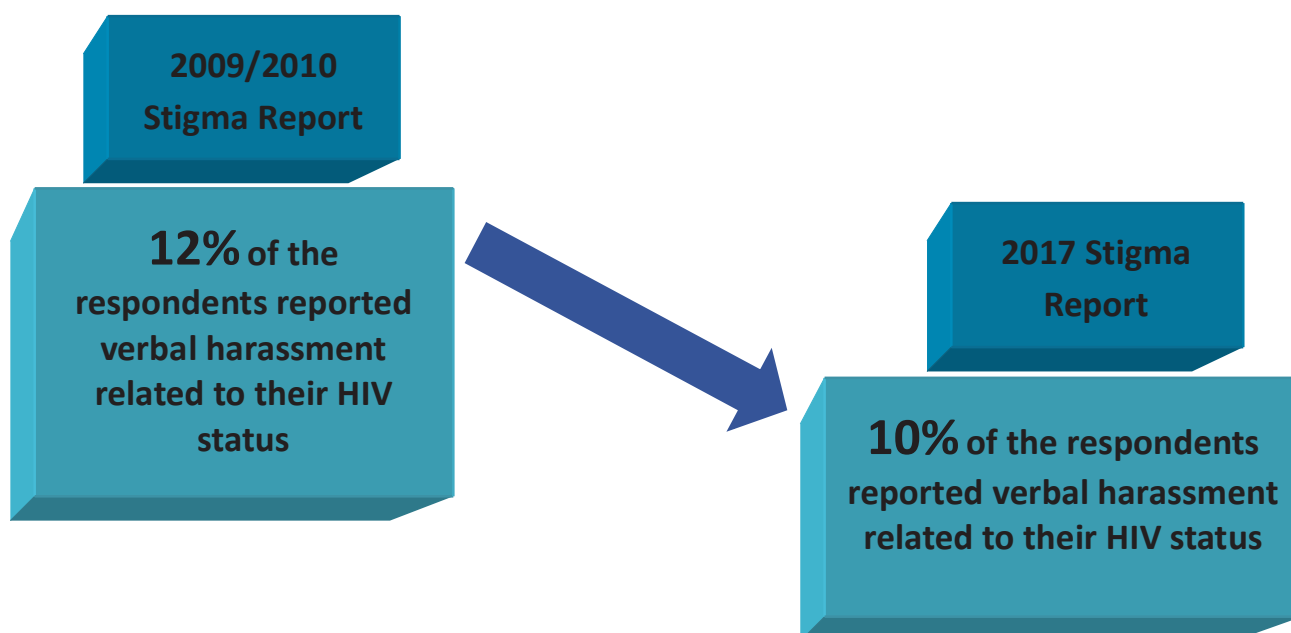 2009/2010
Stigma Report
12% of the
respondents reported
verbal harassment
related to their HIV
status
2017 Stigma
Report
10% of the respondents
reported verbal harassment
related to their HIV status